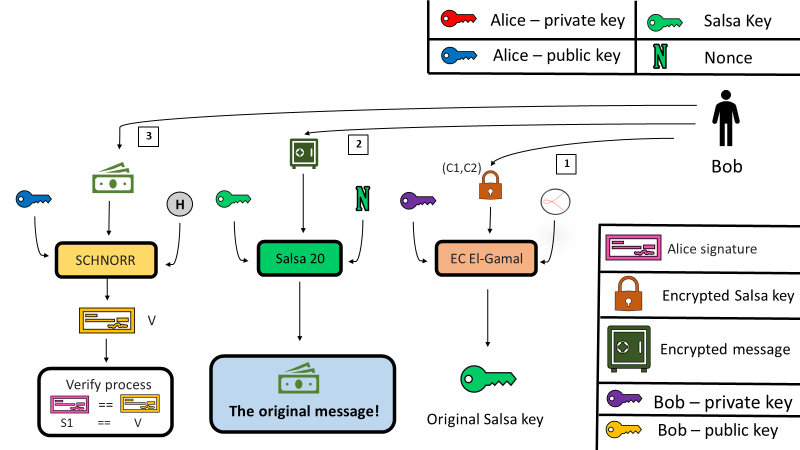 Alice – private key
Salsa Key
Alice – public key
N
Nonce
3
2
1
Bob
(C1,C2)
H
N
SCHNORR
Salsa 20
EC El-Gamal
Alice signature
Encrypted Salsa key
V
Encrypted message
Verify process
==
S1 == V
The original message!
Original Salsa key
Bob – private key
Bob – public key